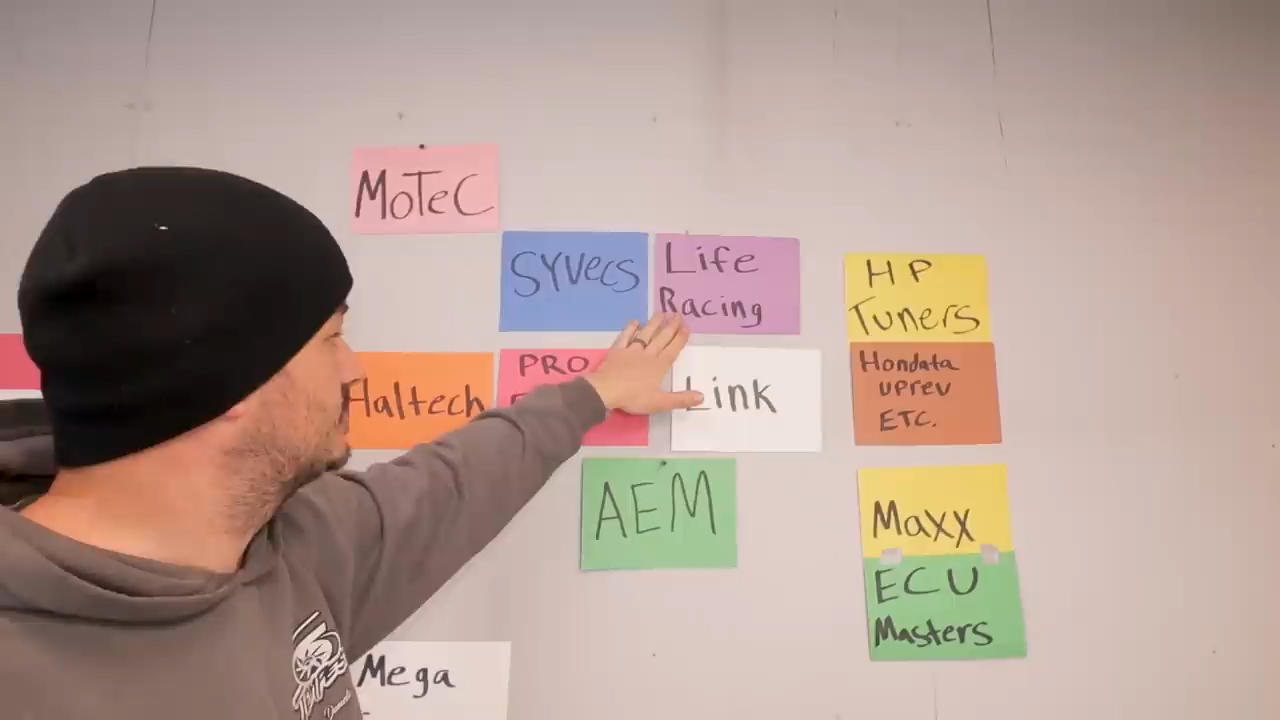 MoTeC
SYvecs
Life
Racing
HP
Tuners
Haltech
PRO
Link
Hondata
uprev
ETC.
AEM
Maxx
ECU
Masters
Mega